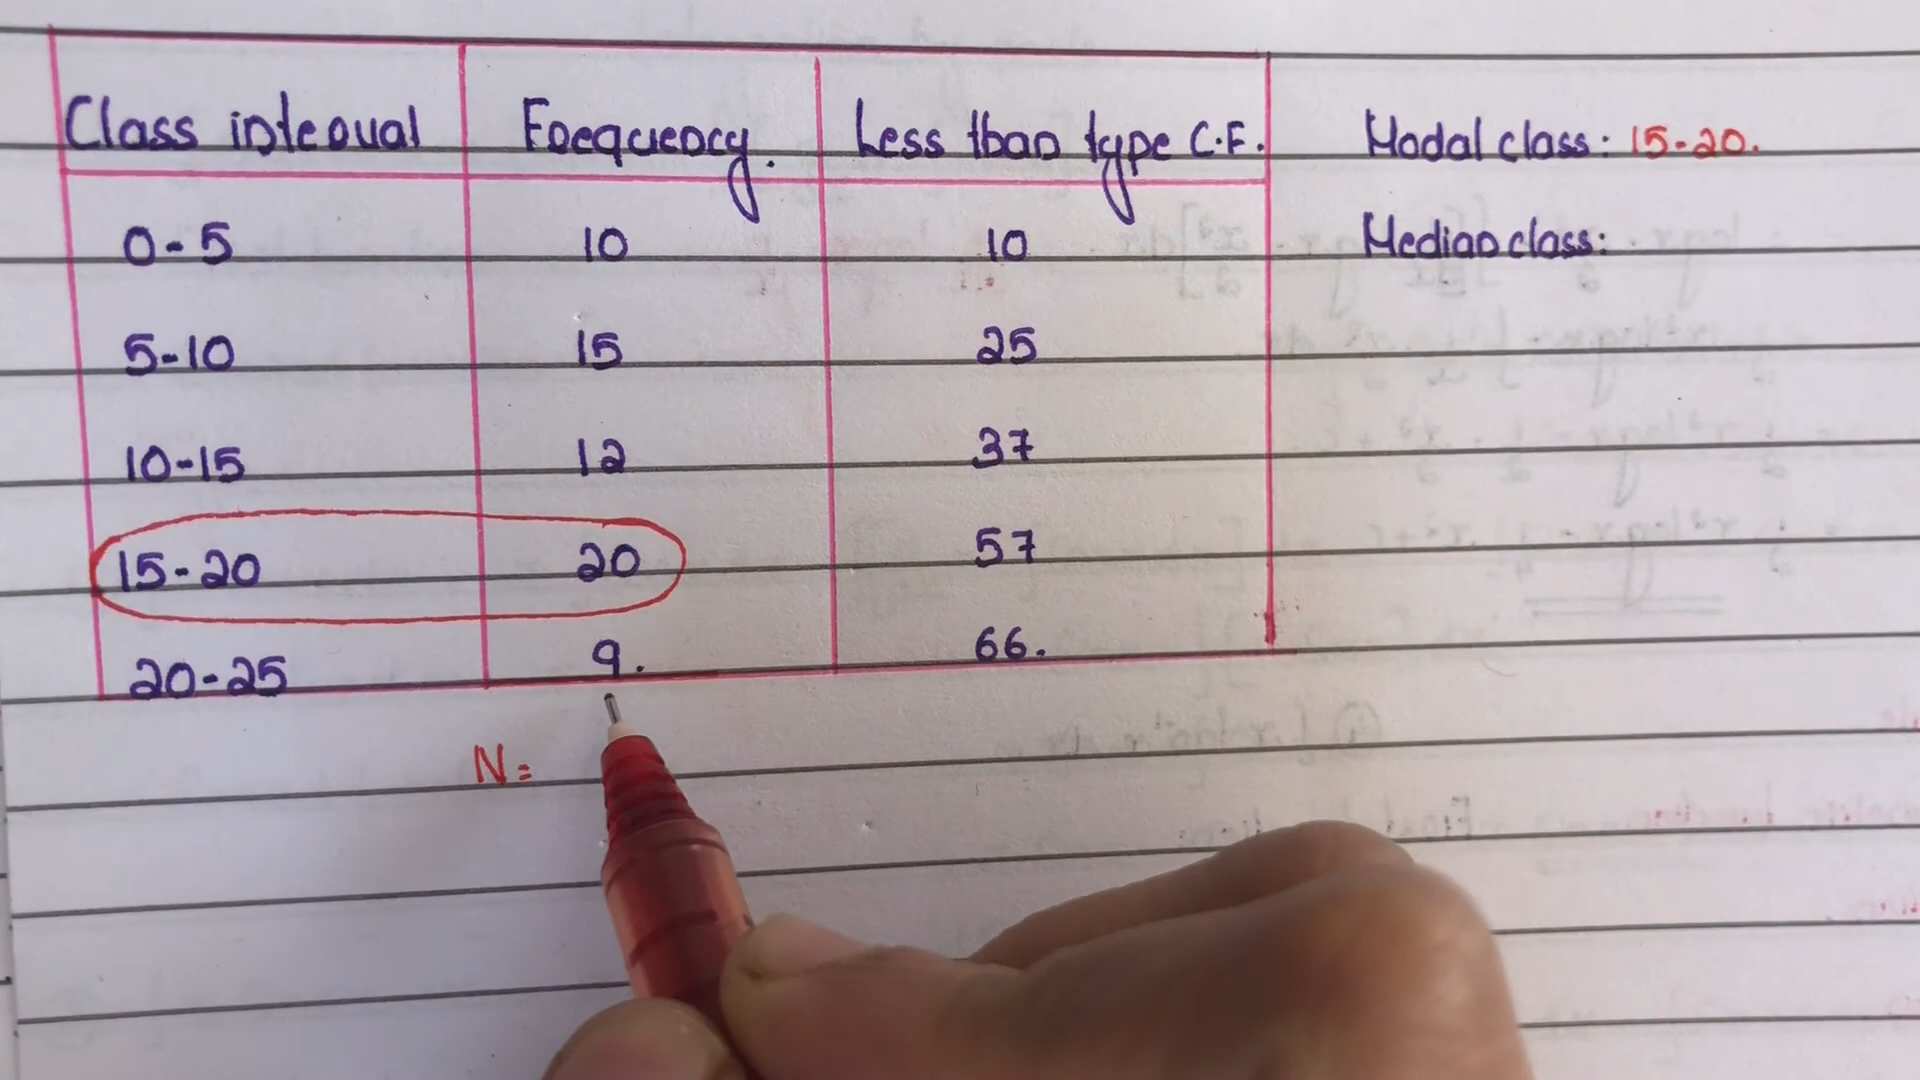 Class interval Frequency. Less than type C.F. Modal class: 15-20.
0-5 10 10 Median class:
5-10 15 25
10-15 12 37
15-20 20 57
20-25 9. 66.
N=